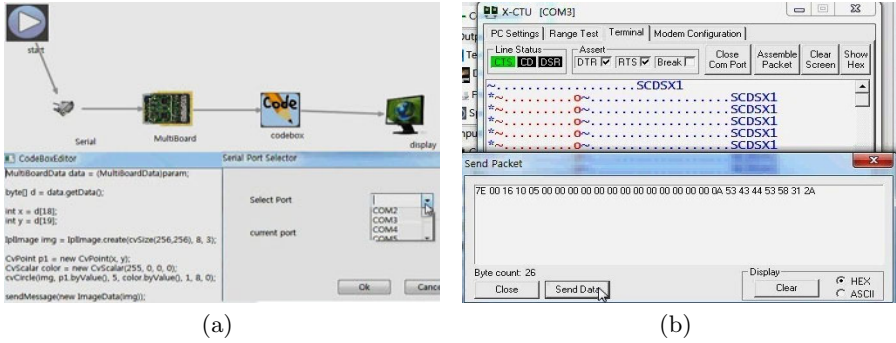 start
Serial
MultiBoard
Code
codebox
display
CodeBoxEditor
MultiBoardData data = (MultiBoardData)param;
byte[] d = data.getData();
int x = d[18];
int y = d[19];
IplImage img = IplImage.create(cvSize(256,256), 8, 3);
CvPoint p1 = new CvPoint(x, y);
CvScalar color = new CvScalar(255, 0, 0, 0);
cvCircle(img, p1.byValue(), 5, color.byValue(), 1, 8, 0);
sendMessage(new ImageData(img));
Serial Port Selector
Select Port
COM2
COM3
COM4
COM5
current port
Ok
Cance
(a)
X-CTU [COM3]
PC Settings | Range Test | Terminal | Modem Configuration
Line Status
CTS CD DSR
Assert
DTR RTS Break
Close Com Port
Assemble Packet
Clear Screen
Show Hex
~..................SCDSX1
*~.........o~..................SCDSX1
*~.........o~..................SCDSX1
*~.........o~..................SCDSX1
*~.........o~..................SCDSX1
Send Packet
7E 00 16 10 05 00 00 00 00 00 00 00 00 00 00 00 00 00 0A 53 43 44 53 58 31 2A
Byte count: 26
Close
Send Data
Display
Clear
HEX
ASCII
(b)